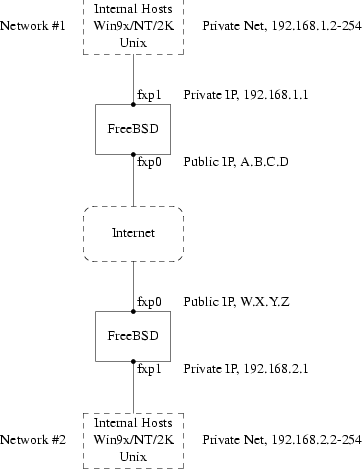 Internal Hosts
Network #1 Win9x/NT/2K Private Net, 192.168.1.2-254
Unix
fxp1 Private IP, 192.168.1.1
FreeBSD
fxp0 Public IP, A.B.C.D
Internet
fxp0 Public IP, W.X.Y.Z
FreeBSD
fxp1 Private IP, 192.168.2.1
Internal Hosts
Network #2 Win9x/NT/2K Private Net, 192.168.2.2-254
Unix